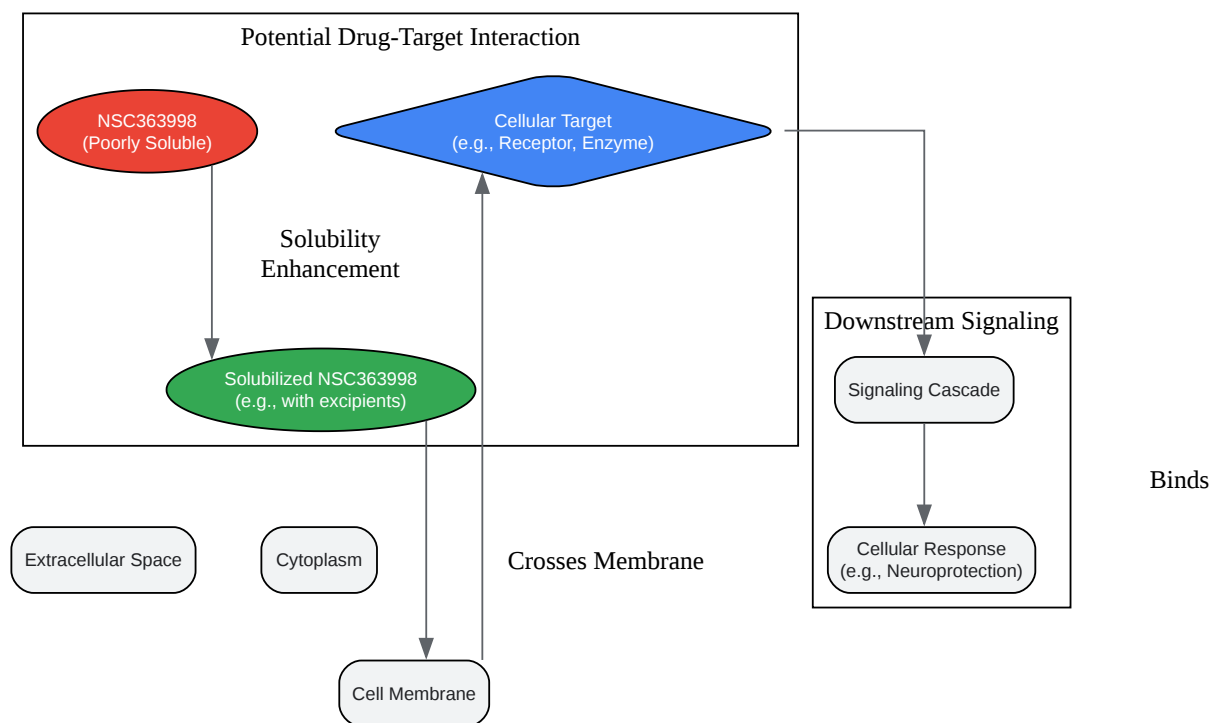 Potential Drug-Target Interaction
NSC363998
(Poorly Soluble)
Cellular Target
(e.g., Receptor, Enzyme)
Solubility
Enhancement
Downstream Signaling
Solubilized NSC363998
(e.g., with excipients)
Signaling Cascade
Binds
Extracellular Space
Cytoplasm
Crosses Membrane
Cellular Response
(e.g., Neuroprotection)
Cell Membrane